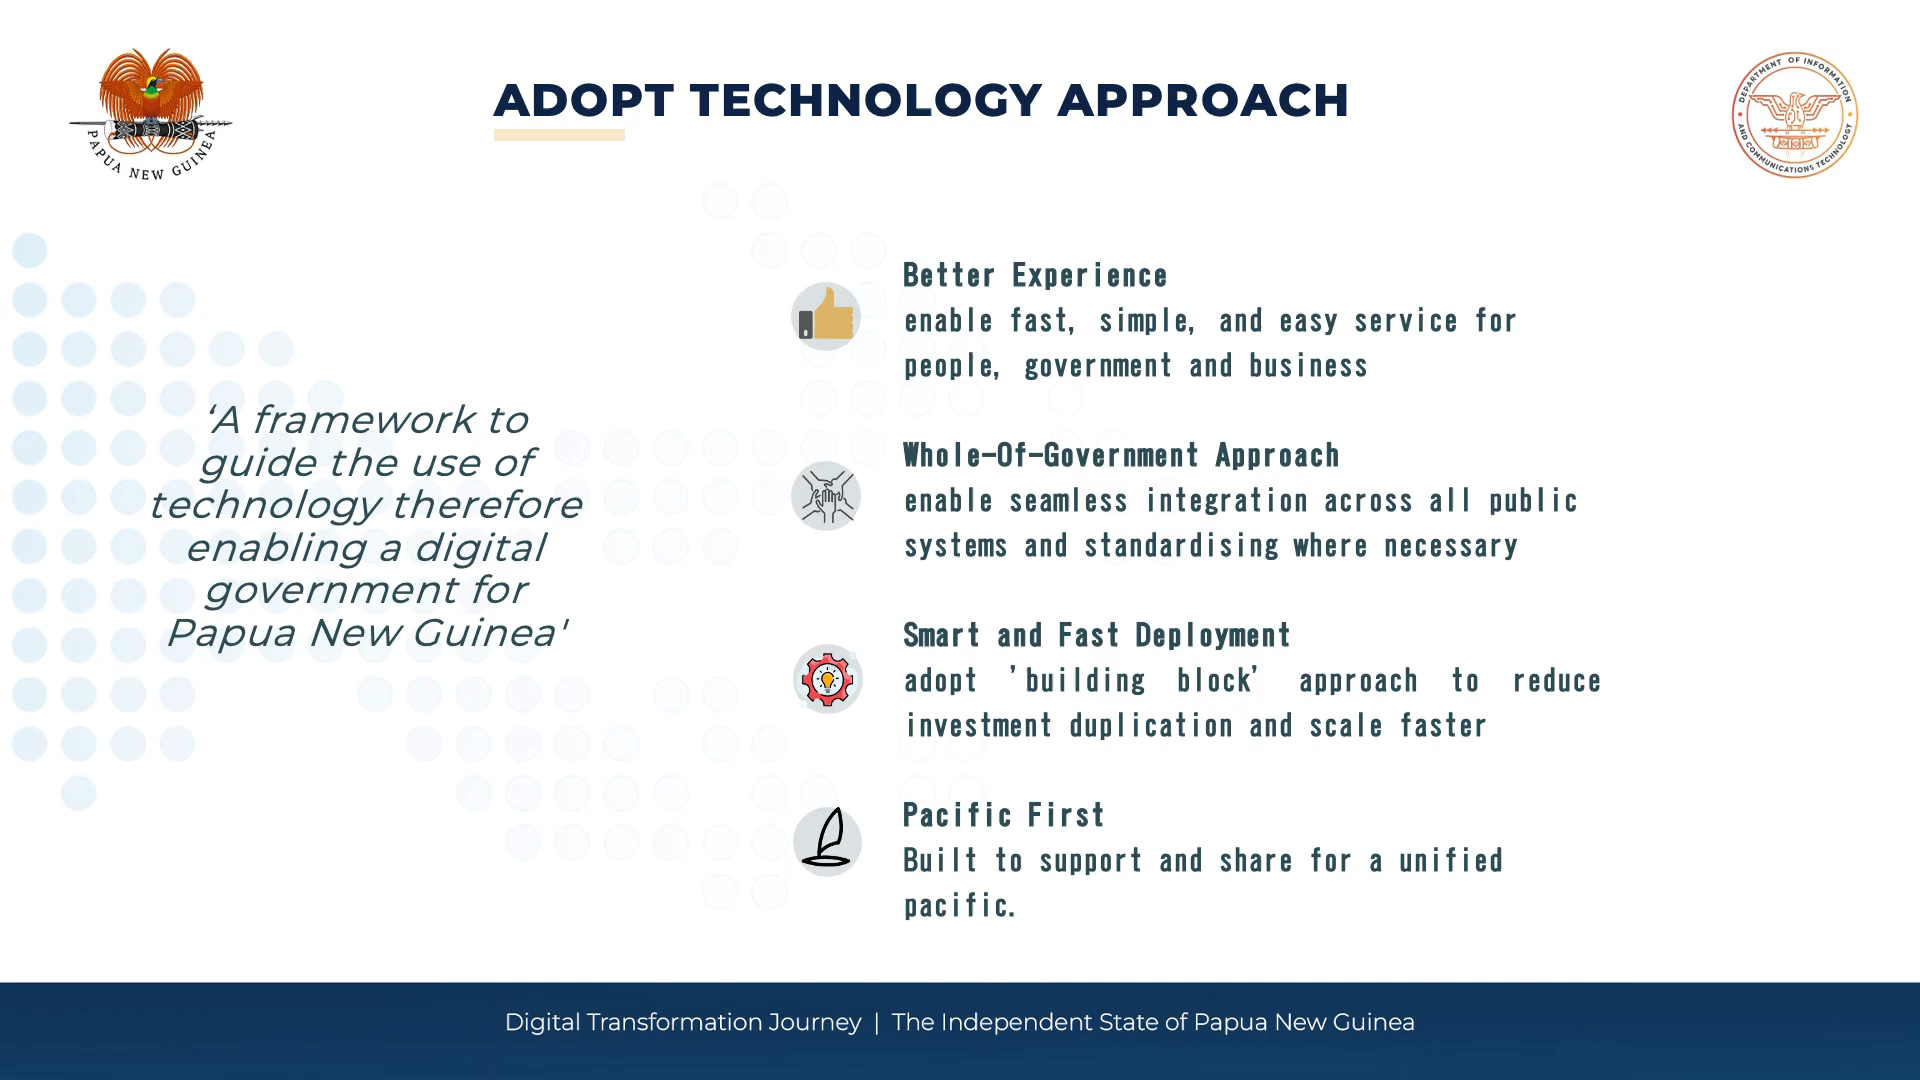 PAPUA NEW GUINEA
ADOPT TECHNOLOGY APPROACH
DEPARTMENT OF INFORMATION
AND COMMUNICATIONS TECHNOLOGY
‘A framework to
guide the use of
technology therefore
enabling a digital
government for
Papua New Guinea'
Better Experience
enable fast, simple, and easy service for
people, government and business
Whole-Of-Government Approach
enable seamless integration across all public
systems and standardising where necessary
Smart and Fast Deployment
adopt 'building block' approach to reduce
investment duplication and scale faster
Pacific First
Built to support and share for a unified
pacific.
Digital Transformation Journey | The Independent State of Papua New Guinea